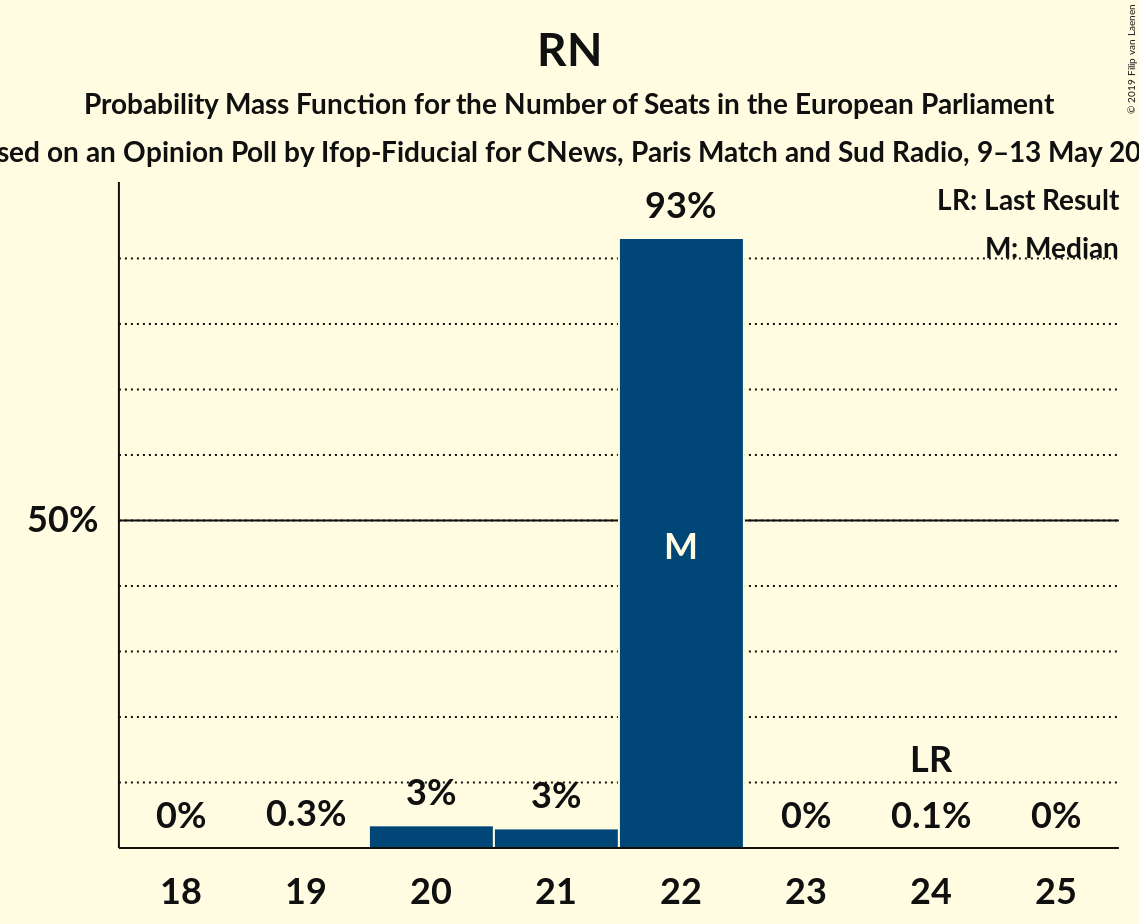 RN
Probability Mass Function for the Number of Seats in the European Parliament
sed on an Opinion Poll by Ifop-Fiducial for CNews, Paris Match and Sud Radio, 9–13 May 20
© 2019 Filip van Laenen
LR: Last Result
M: Median
93%
50%
M
LR
0% 0.3% 3% 3% 0% 0.1% 0%
18 19 20 21 22 23 24 25